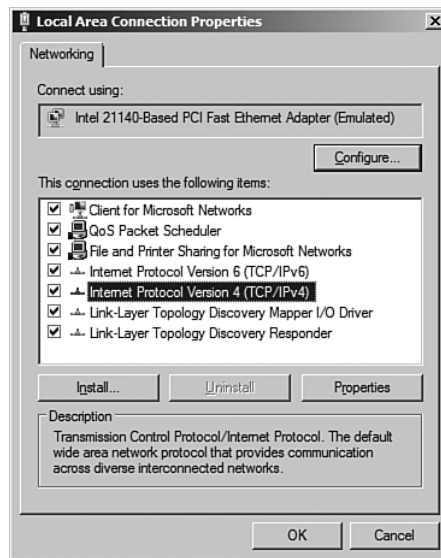 Local Area Connection Properties
Networking
Connect using:
Intel 21140-Based PCI Fast Ethernet Adapter (Emulated)
Configure...
This connection uses the following items:
Client for Microsoft Networks
QoS Packet Scheduler
File and Printer Sharing for Microsoft Networks
Internet Protocol Version 6 (TCP/IPv6)
Internet Protocol Version 4 (TCP/IPv4)
Link-Layer Topology Discovery Mapper I/O Driver
Link-Layer Topology Discovery Responder
Install... Uninstall Properties
Description
Transmission Control Protocol/Internet Protocol. The default
wide area network protocol that provides communication
across diverse interconnected networks.
OK Cancel